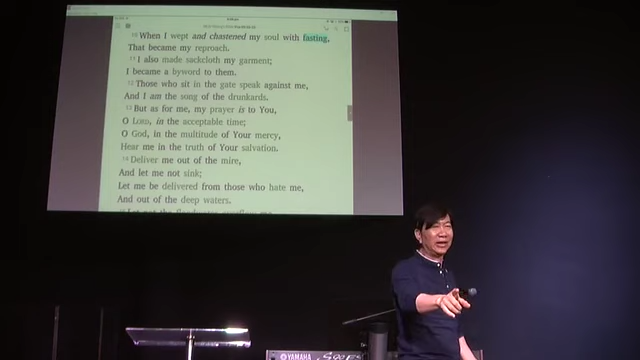 10 When I wept and chastened my soul with fasting,
That became my reproach.
11 I also made sackcloth my garment;
I became a byword to them.
12 Those who sit in the gate speak against me,
And I am the song of the drunkards.
13 But as for me, my prayer is to You,
O LORD, in the acceptable time;
O God, in the multitude of Your mercy,
Hear me in the truth of Your salvation.
14 Deliver me out of the mire,
And let me not sink;
Let me be delivered from those who hate me,
And out of the deep waters.
YAMAHA